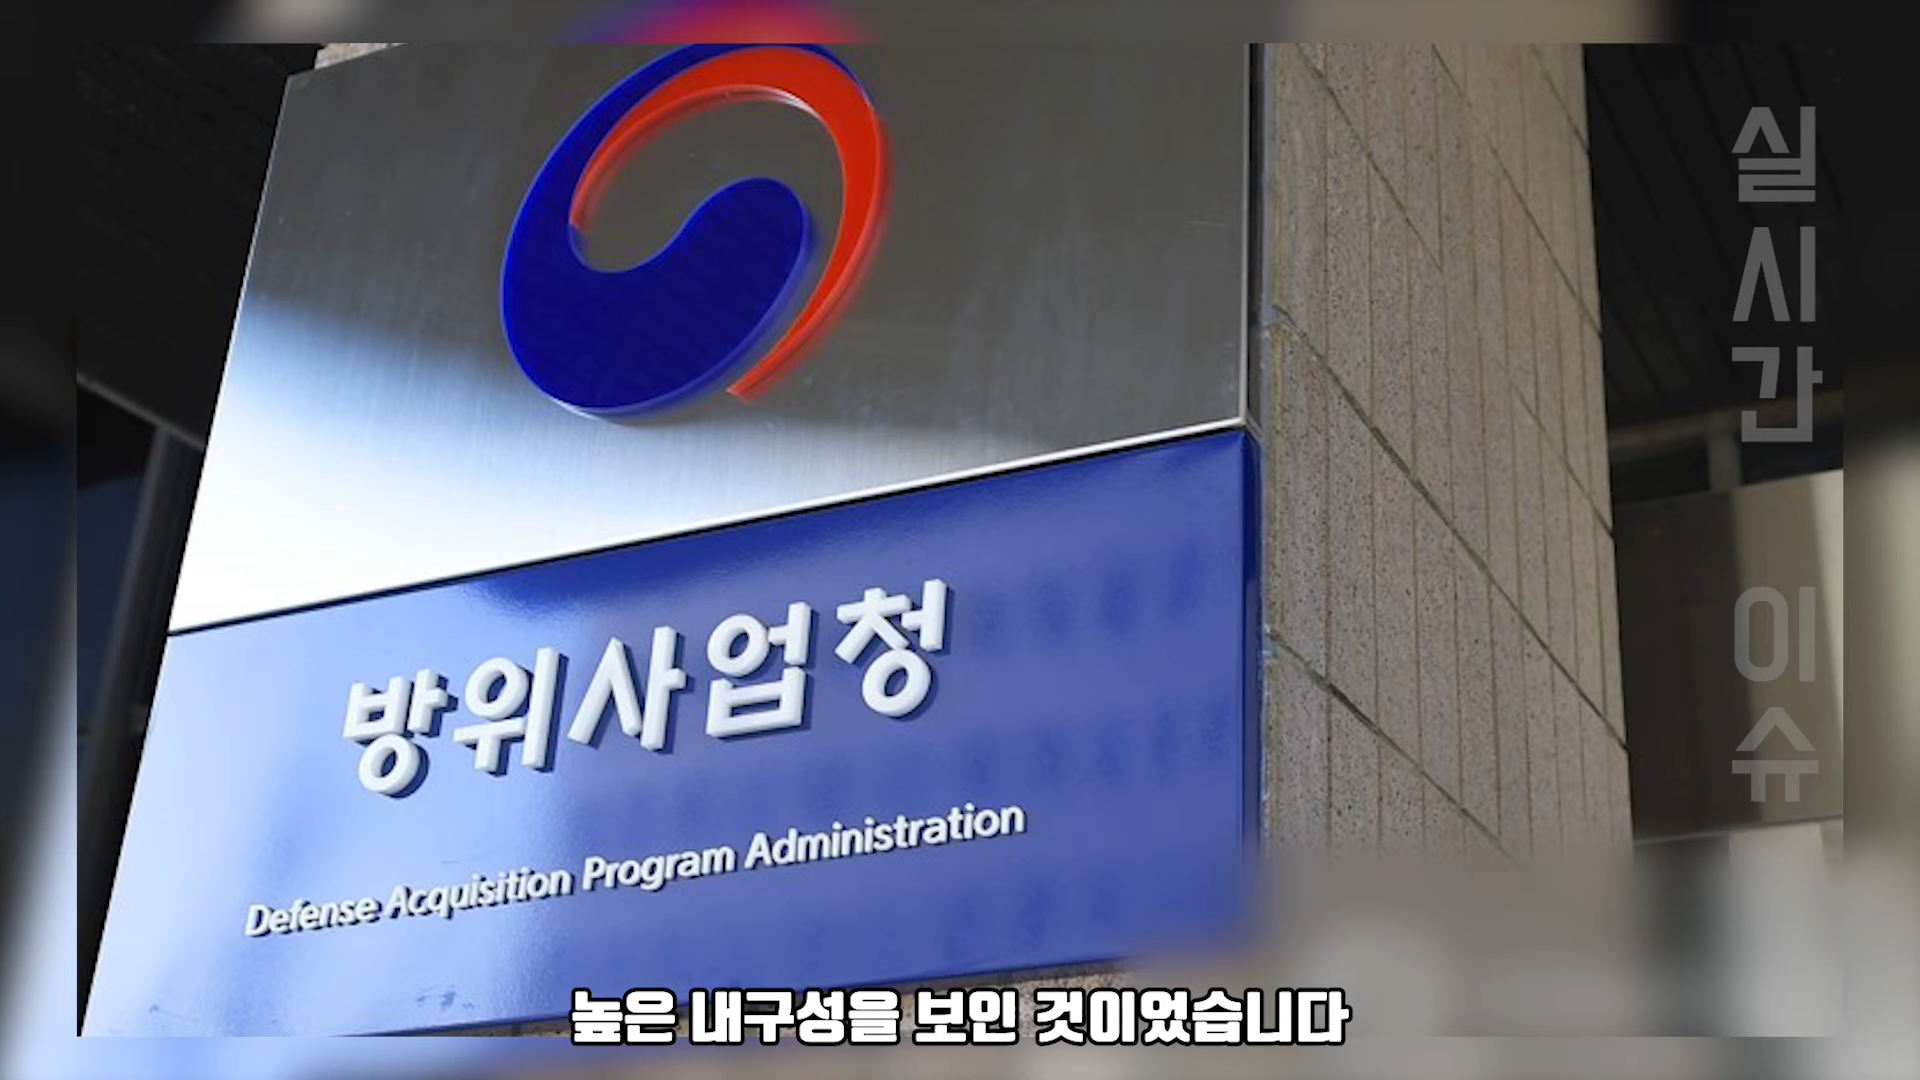 방위사업청
Defense Acquisition Program Administration
실시간 이슈
높은 내구성을 보인 것이었습니다